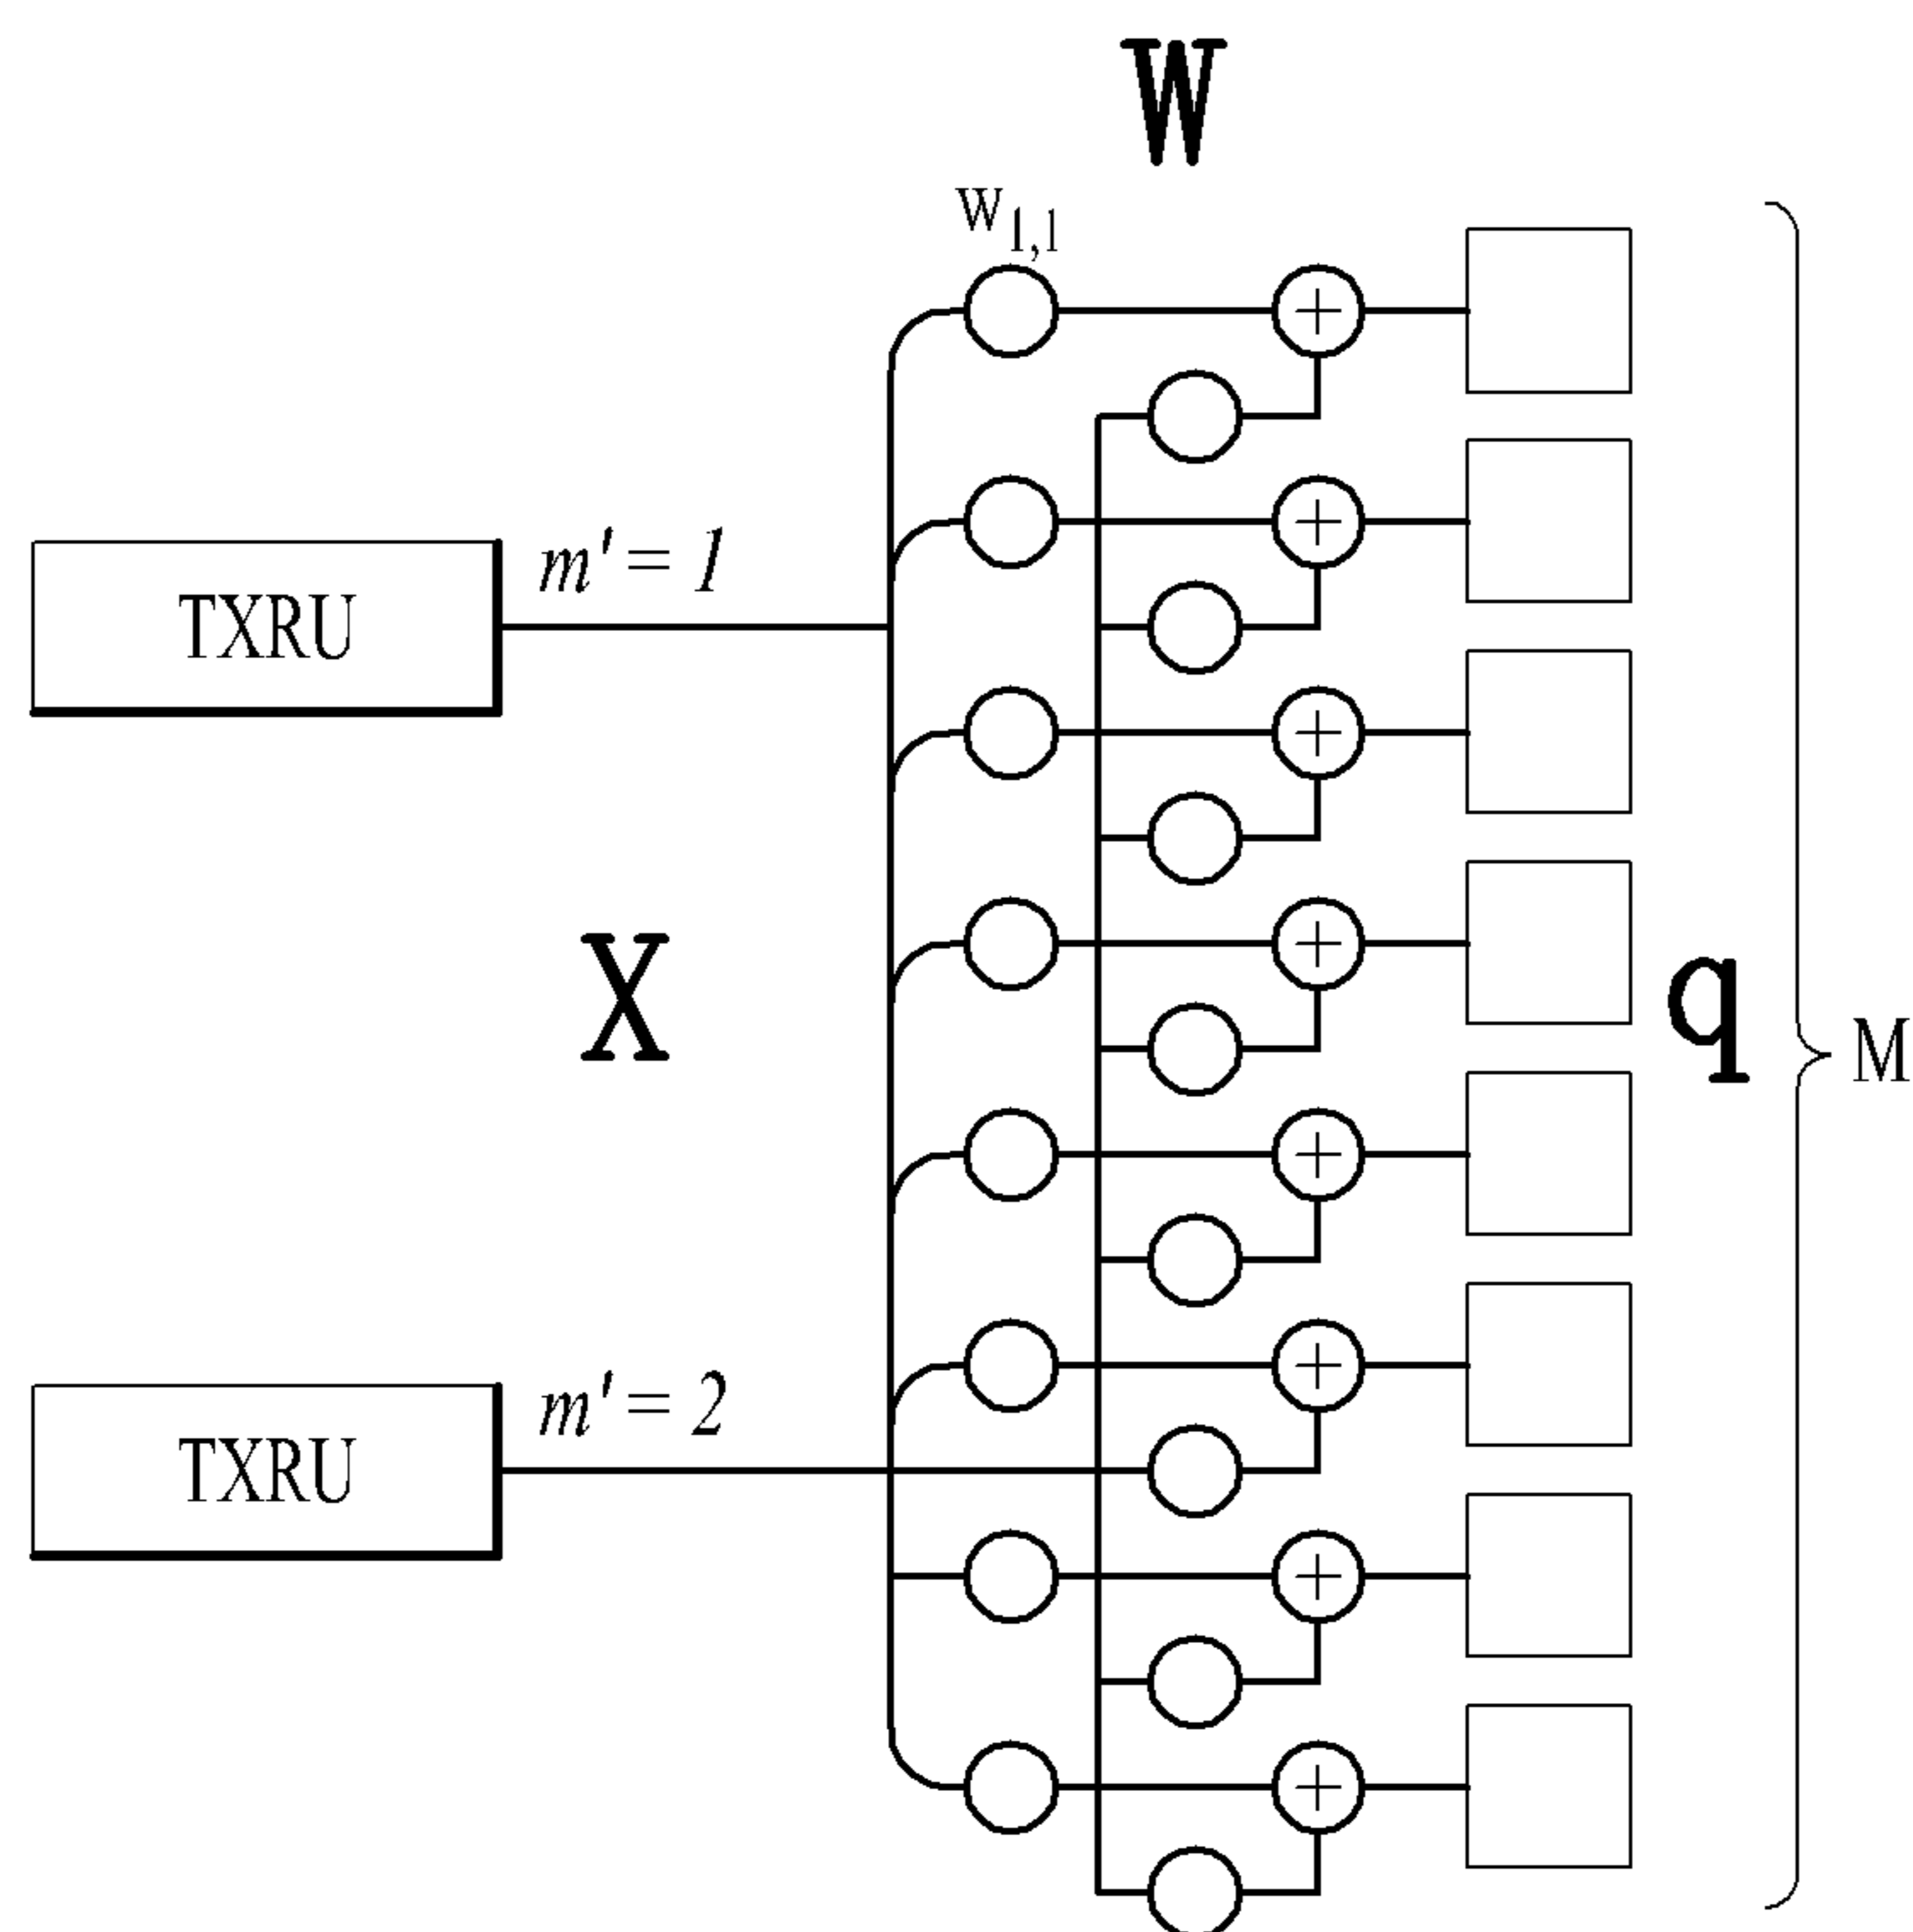 W
w1,1
m' = 1
TXRU
X
q
M
m' = 2
TXRU